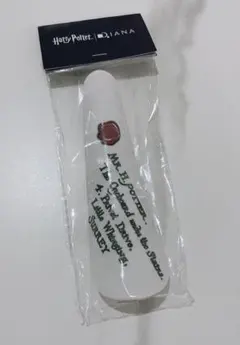 Harry Potter | DIANA
MR. H. POTTER,
The Cupboard under the Stairs,
4, Privet Drive,
Little Whinging,
SURREY